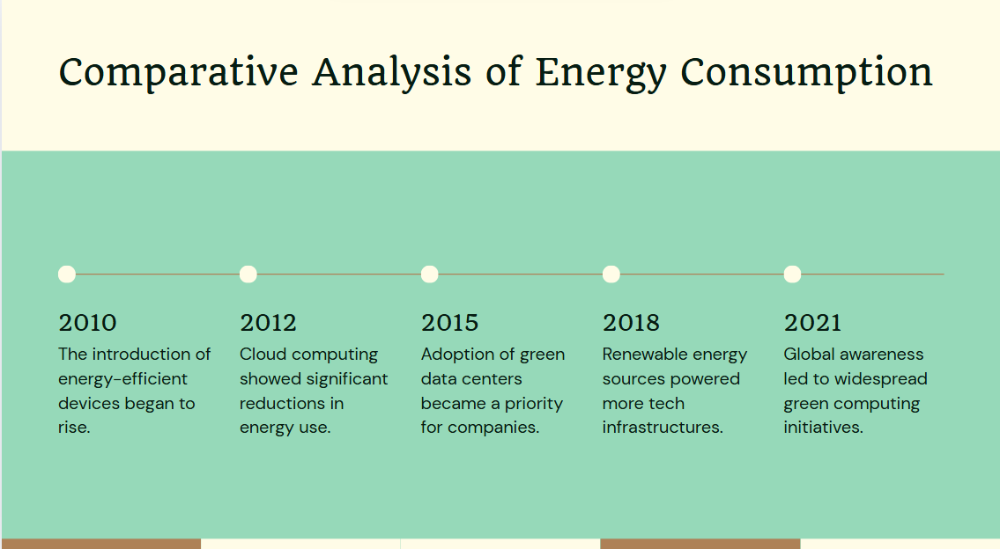 Comparative Analysis of Energy Consumption
2010
The introduction of
energy-efficient
devices began to
rise.
2012
Cloud computing
showed significant
reductions in
energy use.
2015
Adoption of green
data centers
became a priority
for companies.
2018
Renewable energy
sources powered
more tech
infrastructures.
2021
Global awareness
led to widespread
green computing
initiatives.